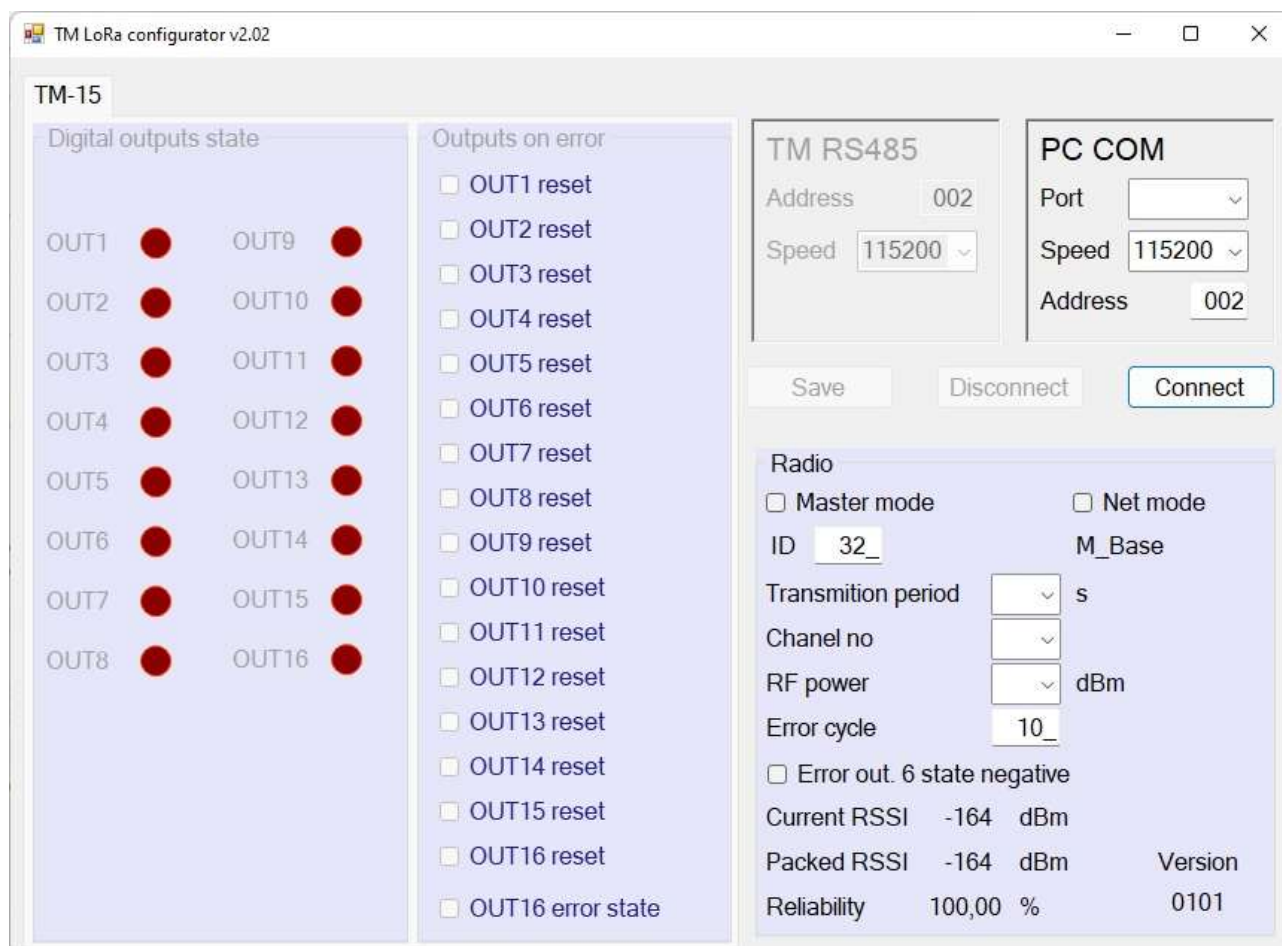 TM LoRa configurator v2.02
TM-15
Digital outputs state
OUT1 OUT9
OUT2 OUT10
OUT3 OUT11
OUT4 OUT12
OUT5 OUT13
OUT6 OUT14
OUT7 OUT15
OUT8 OUT16
Outputs on error
OUT1 reset
OUT2 reset
OUT3 reset
OUT4 reset
OUT5 reset
OUT6 reset
OUT7 reset
OUT8 reset
OUT9 reset
OUT10 reset
OUT11 reset
OUT12 reset
OUT13 reset
OUT14 reset
OUT15 reset
OUT16 reset
OUT16 error state
TM RS485
Address 002
Speed 115200
PC COM
Port
Speed 115200
Address 002
Save Disconnect Connect
Radio
Master mode Net mode
ID 32_ M_Base
Transmition period s
Chanel no
RF power dBm
Error cycle 10_
Error out. 6 state negative
Current RSSI -164 dBm
Packed RSSI -164 dBm Version
Reliability 100,00 % 0101